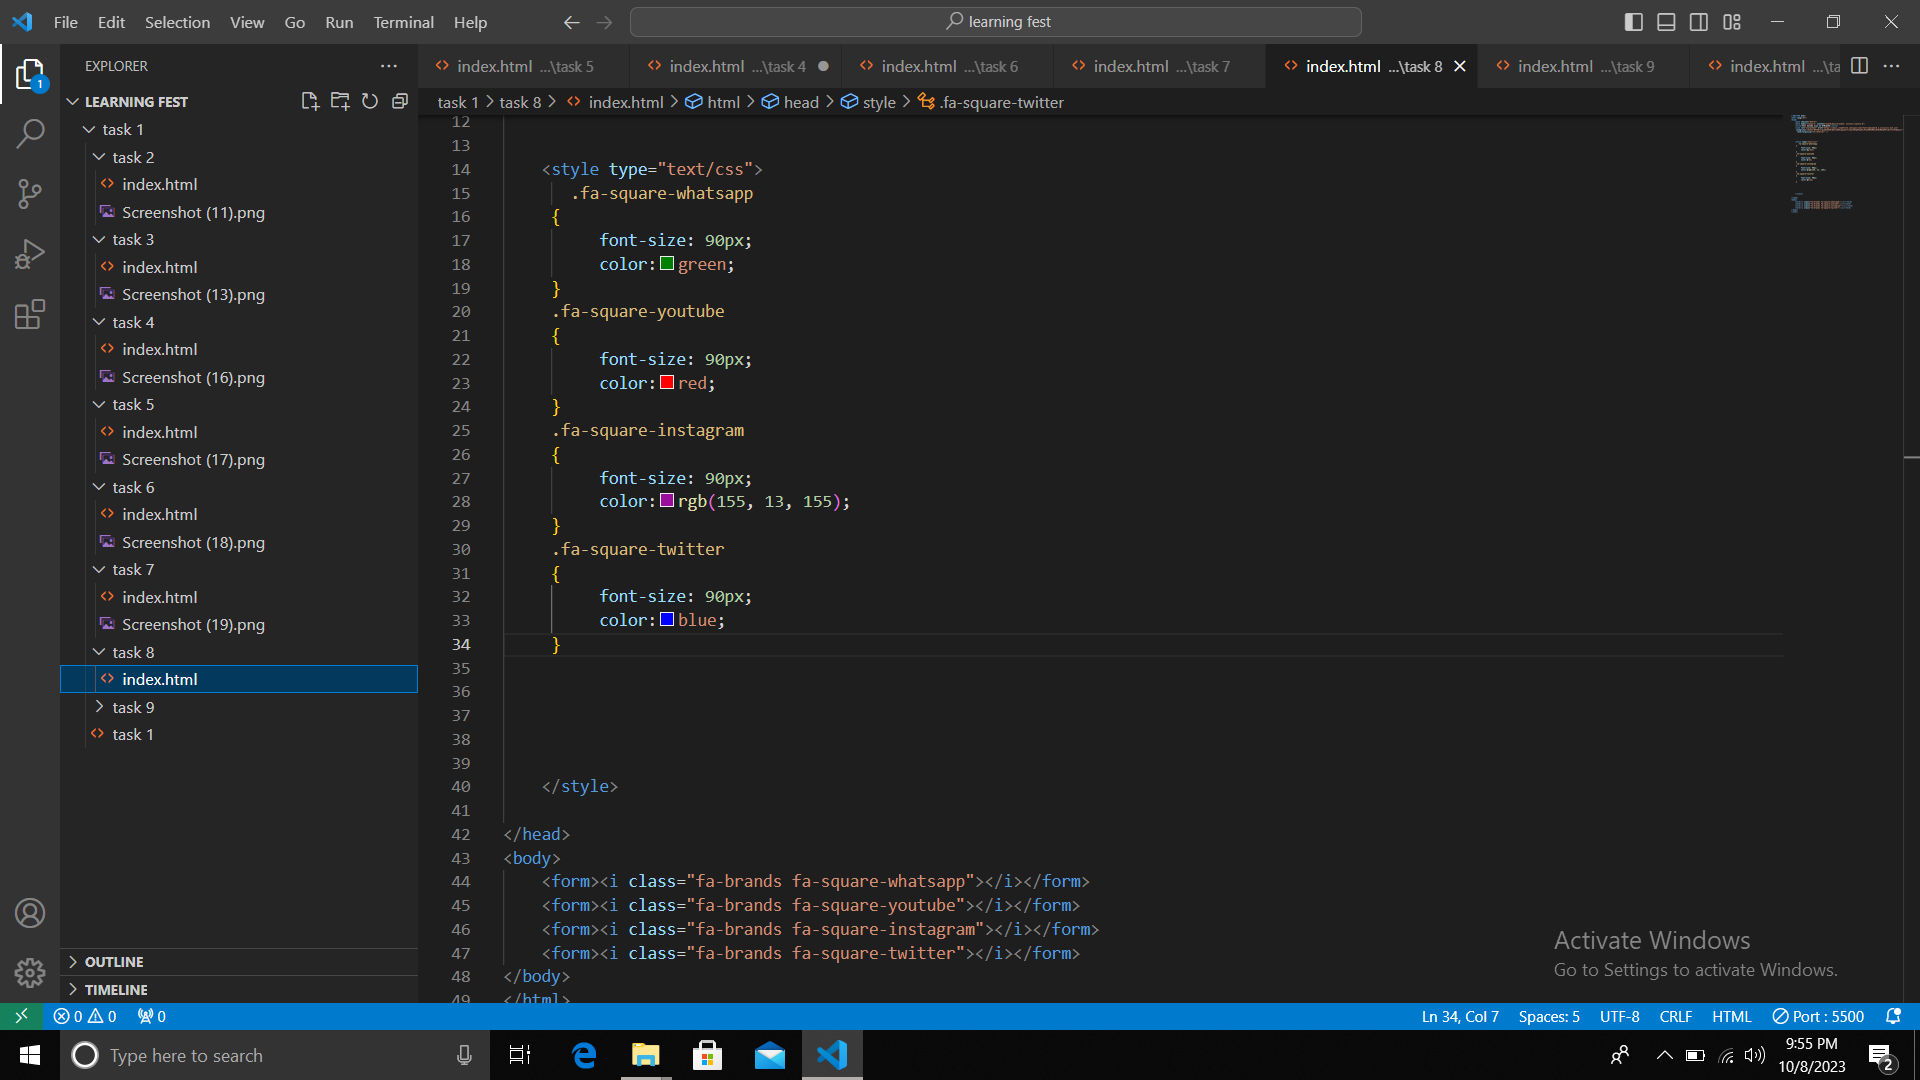 File Edit Selection View Go Run Terminal Help
learning fest
EXPLORER
index.html ...\task 5
index.html ...\task 4
index.html ...\task 6
index.html ...\task 7
index.html ...\task 8
index.html ...\task 9
index.html ...\ta
LEARNING FEST
task 1 > task 8 > index.html > html > head > style > .fa-square-twitter
task 1
task 2
index.html
Screenshot (11).png
task 3
index.html
Screenshot (13).png
task 4
index.html
Screenshot (16).png
task 5
index.html
Screenshot (17).png
task 6
index.html
Screenshot (18).png
task 7
index.html
Screenshot (19).png
task 8
index.html
task 9
task 1
OUTLINE
TIMELINE
12
13
14 <style type="text/css">
15 .fa-square-whatsapp
16 {
17 font-size: 90px;
18 color: green;
19 }
20 .fa-square-youtube
21 {
22 font-size: 90px;
23 color: red;
24 }
25 .fa-square-instagram
26 {
27 font-size: 90px;
28 color: rgb(155, 13, 155);
29 }
30 .fa-square-twitter
31 {
32 font-size: 90px;
33 color: blue;
34 }
35
36
37
38
39
40 </style>
41
42 </head>
43 <body>
44 <form><i class="fa-brands fa-square-whatsapp"></i></form>
45 <form><i class="fa-brands fa-square-youtube"></i></form>
46 <form><i class="fa-brands fa-square-instagram"></i></form>
47 <form><i class="fa-brands fa-square-twitter"></i></form>
48 </body>
49 </html>
Activate Windows
Go to Settings to activate Windows.
0 0 0
Ln 34, Col 7 Spaces: 5 UTF-8 CRLF HTML Port : 5500
Type here to search
9:55 PM
10/8/2023
2
1